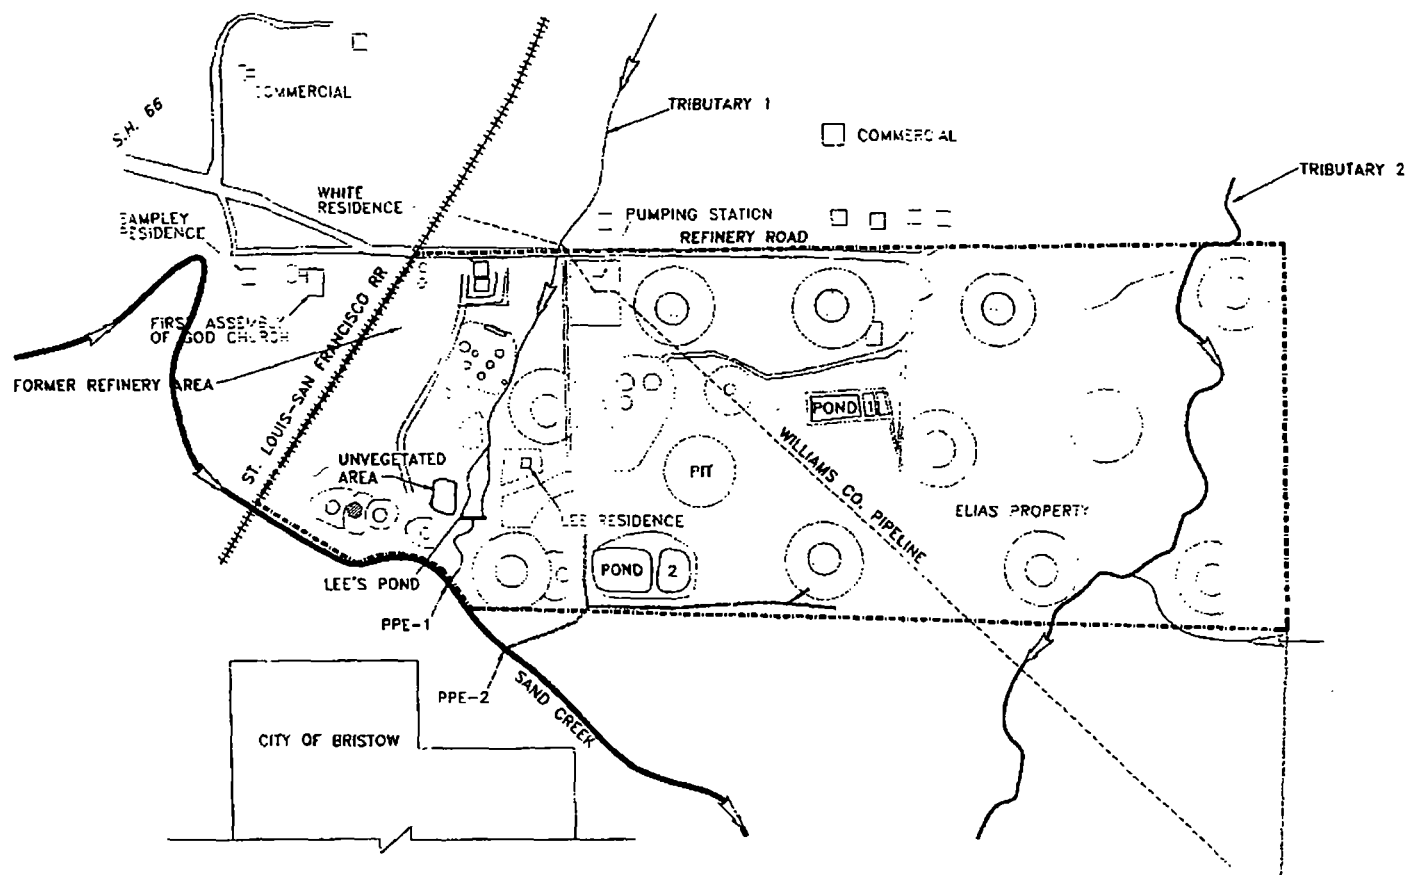 S.H. 66
COMMERCIAL
TRIBUTARY 1
COMMERCIAL
TRIBUTARY 2
WHITE
RESIDENCE
PUMPING STATION
REFINERY ROAD
EAMPLEY
RESIDENCE
FIRST ASSEMBLY
OF GOD CHURCH
ST. LOUIS-SAN FRANCISCO RR
FORMER REFINERY AREA
POND 1
UNVEGETATED
AREA
PIT
WILLIAMS CO. PIPELINE
LEE RESIDENCE
ELIAS PROPERTY
POND 2
LEE'S POND
PPE-1
PPE-2
SAND CREEK
CITY OF BRISTOW